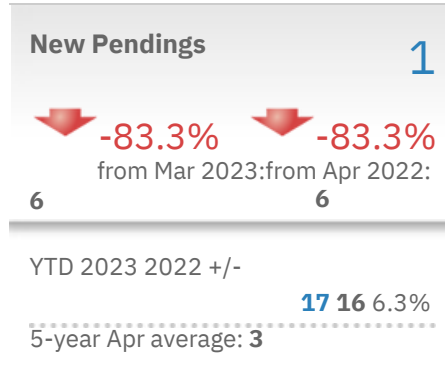 New Pendings 1
-83.3% -83.3%
from Mar 2023:from Apr 2022:
6 6
YTD 2023 2022 +/-
17 16 6.3%
5-year Apr average: 3